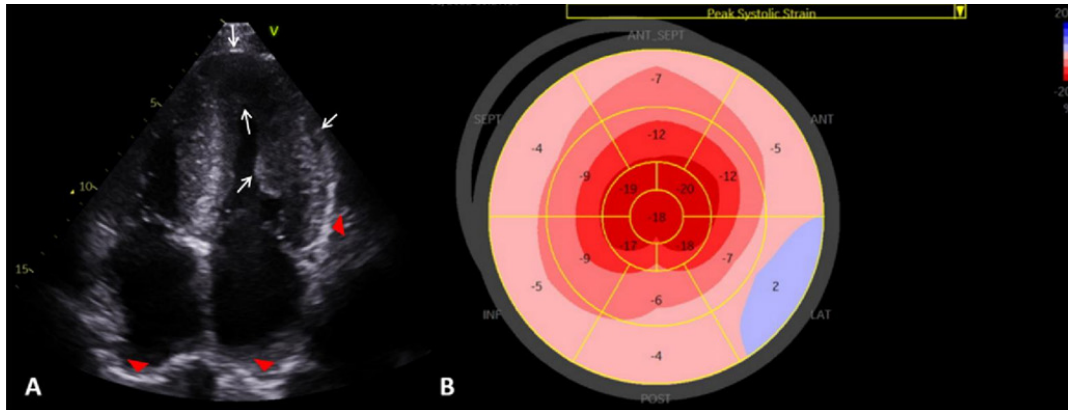 V
5
10
15
A
Peak Systolic Strain
20
-20
%
ANT_SEPT
SEPT
ANT
INF
LAT
POST
-7
-4
-5
-12
-9
-12
-19
-20
-18
-17
-18
-9
-7
-5
-6
2
-4
B